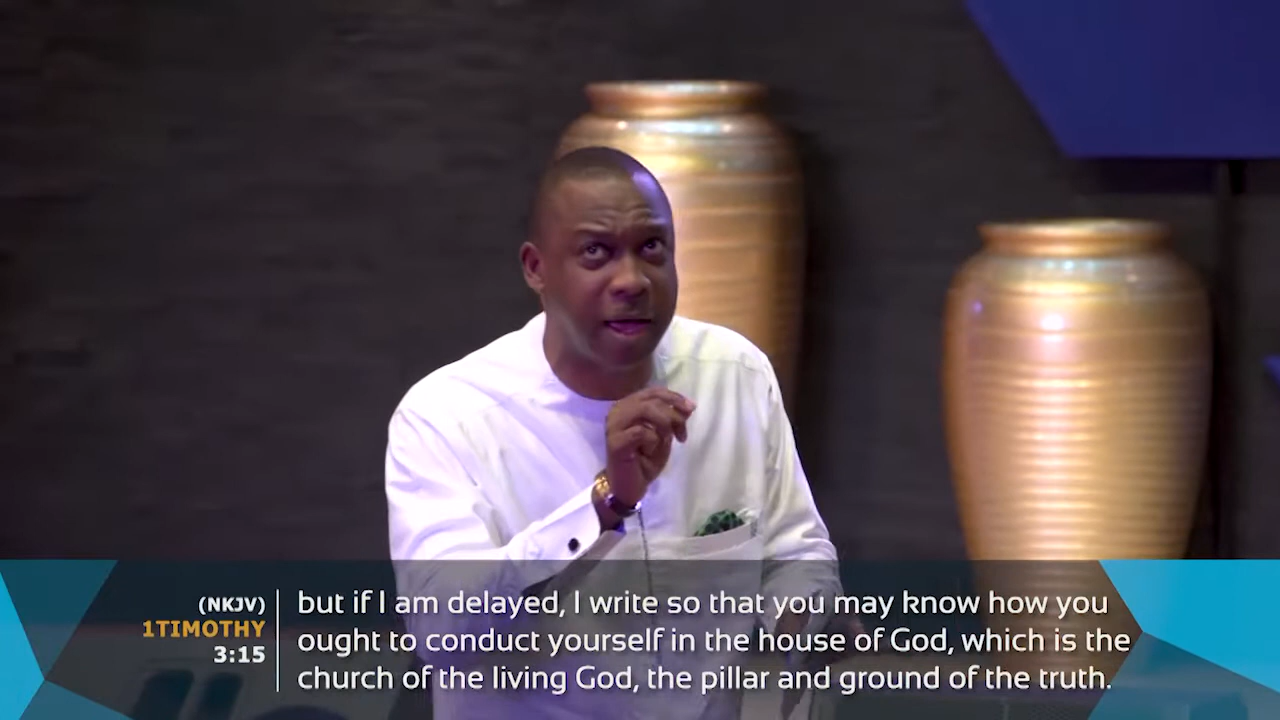 (NKJV)
1TIMOTHY
3:15
but if I am delayed, I write so that you may know how you
ought to conduct yourself in the house of God, which is the
church of the living God, the pillar and ground of the truth.